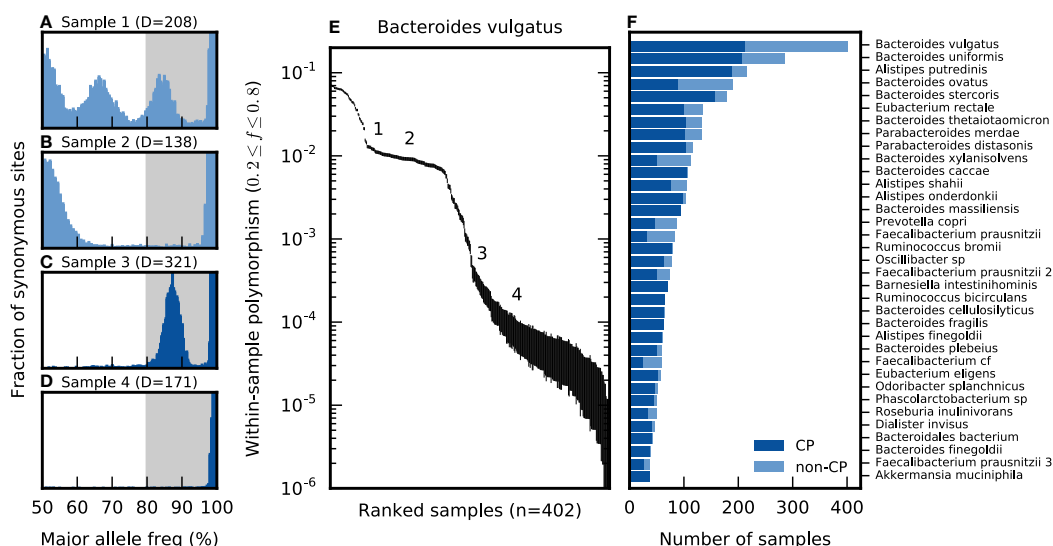 A Sample 1 (D=208)
B Sample 2 (D=138)
C Sample 3 (D=321)
D Sample 4 (D=171)
Fraction of synonymous sites
50 60 70 80 90 100
Major allele freq (%)
E Bacteroides vulgatus
Within-sample polymorphism (0.2 ≤ f ≤ 0.8)
10⁻¹
10⁻²
10⁻³
10⁻⁴
10⁻⁵
10⁻⁶
1
2
3
4
Ranked samples (n=402)
F
Bacteroides vulgatus
Bacteroides uniformis
Alistipes putredinis
Bacteroides ovatus
Bacteroides stercoris
Eubacterium rectale
Bacteroides thetaiotaomicron
Parabacteroides merdae
Parabacteroides distasonis
Bacteroides xylanisolvens
Bacteroides caccae
Alistipes shahii
Alistipes onderdonkii
Bacteroides massiliensis
Prevotella copri
Faecalibacterium prausnitzii
Ruminococcus bromii
Oscillibacter sp
Faecalibacterium prausnitzii 2
Barnesiella intestinihominis
Ruminococcus bicirculans
Bacteroides cellulosilyticus
Bacteroides fragilis
Alistipes finegoldii
Bacteroides plebeius
Faecalibacterium cf
Eubacterium eligens
Odoribacter splanchnicus
Phascolarctobacterium sp
Roseburia inulinivorans
Dialister invisus
Bacteroidales bacterium
Bacteroides finegoldii
Faecalibacterium prausnitzii 3
Akkermansia muciniphila
CP
non-CP
0 100 200 300 400
Number of samples